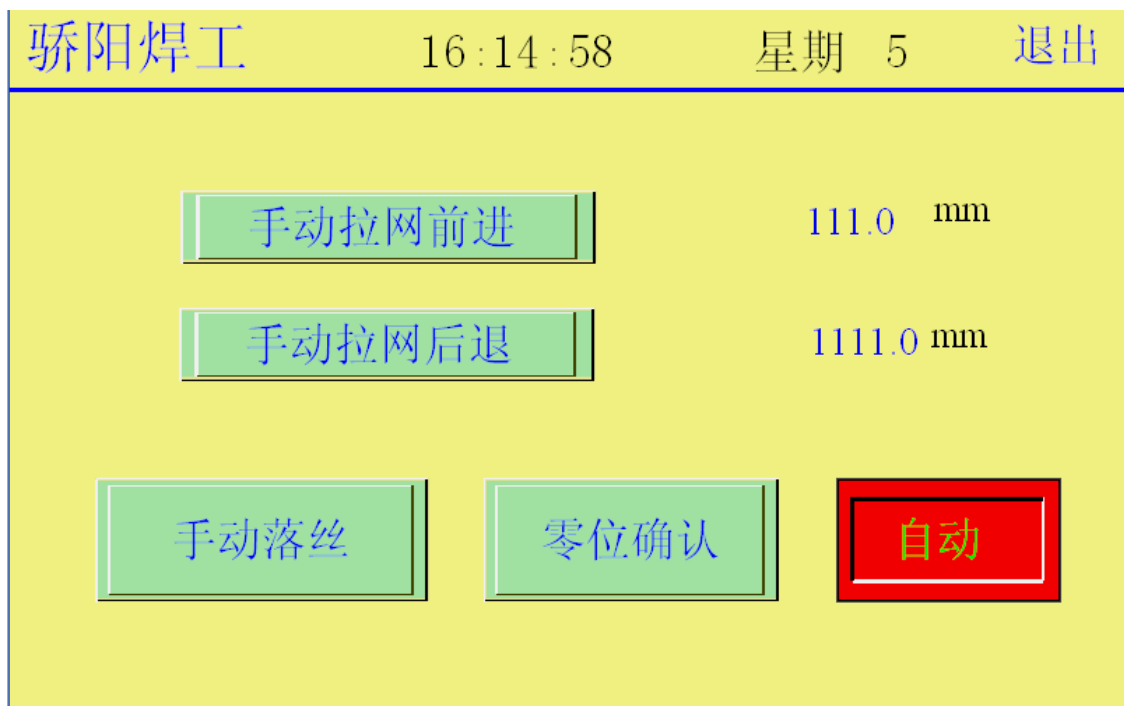 骄阳焊工 16:14:58 星期 5 退出
手动拉网前进 111.0 mm
手动拉网后退 1111.0 mm
手动落丝 零位确认 自动